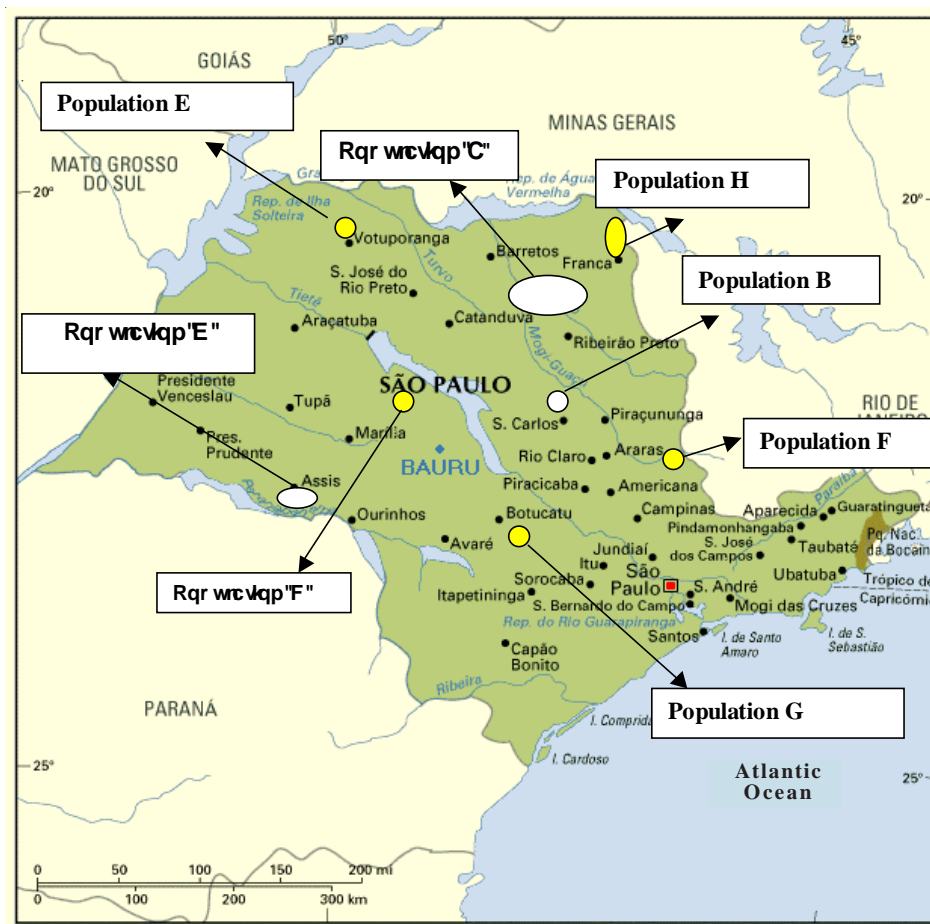 50
45
GOIÁS
Population E
MINAS GERAIS
Rqr wncvkqp "C"
MATO GROSSO
DO SUL
20°
20°
Rep. de Água
Vermelha
Population H
Rep. de Ilha
Solteira
Votuporanga
Turvo
Barretos
Franca
S. José do
Rio Preto
Population B
Tietê
Catanduva
Araçatuba
Rqr wncvkqp "E"
Mogi-Guaçu
Ribeirão Preto
Presidente
Venceslau
SÃO PAULO
Tupã
RIO DE
JANEIRO
S. Carlos
Piraçununga
Pres.
Prudente
Marília
Population F
BAURU
Rio Claro
Araras
Assis
Piracicaba
Americana
Paraíba
Ourinhos
Botucatu
Campinas
Aparecida
Guaratinguetá
Pindamonhangaba
Avaré
Jundiaí
S. José
dos Campos
Taubaté
Pq. Nac.
da Bocain
Itu
São
Paulo
Ubatuba
Rqr wncvkqp "F"
Sorocaba
S. André
Trópico de
Capricórni
Itapetininga
S. Bernardo do Campo
Mogi das Cruzes
Rep. do Rio Guarapiranga
Santos
I. de Santo
Amaro
I. de S.
Sebastião
Capão
Bonito
Ribeira
PARANÁ
Population G
I. Comprida
I. Cardoso
25°
25°
Atlantic
Ocean
0 50 100 150 200 mi
0 100 200 300 km